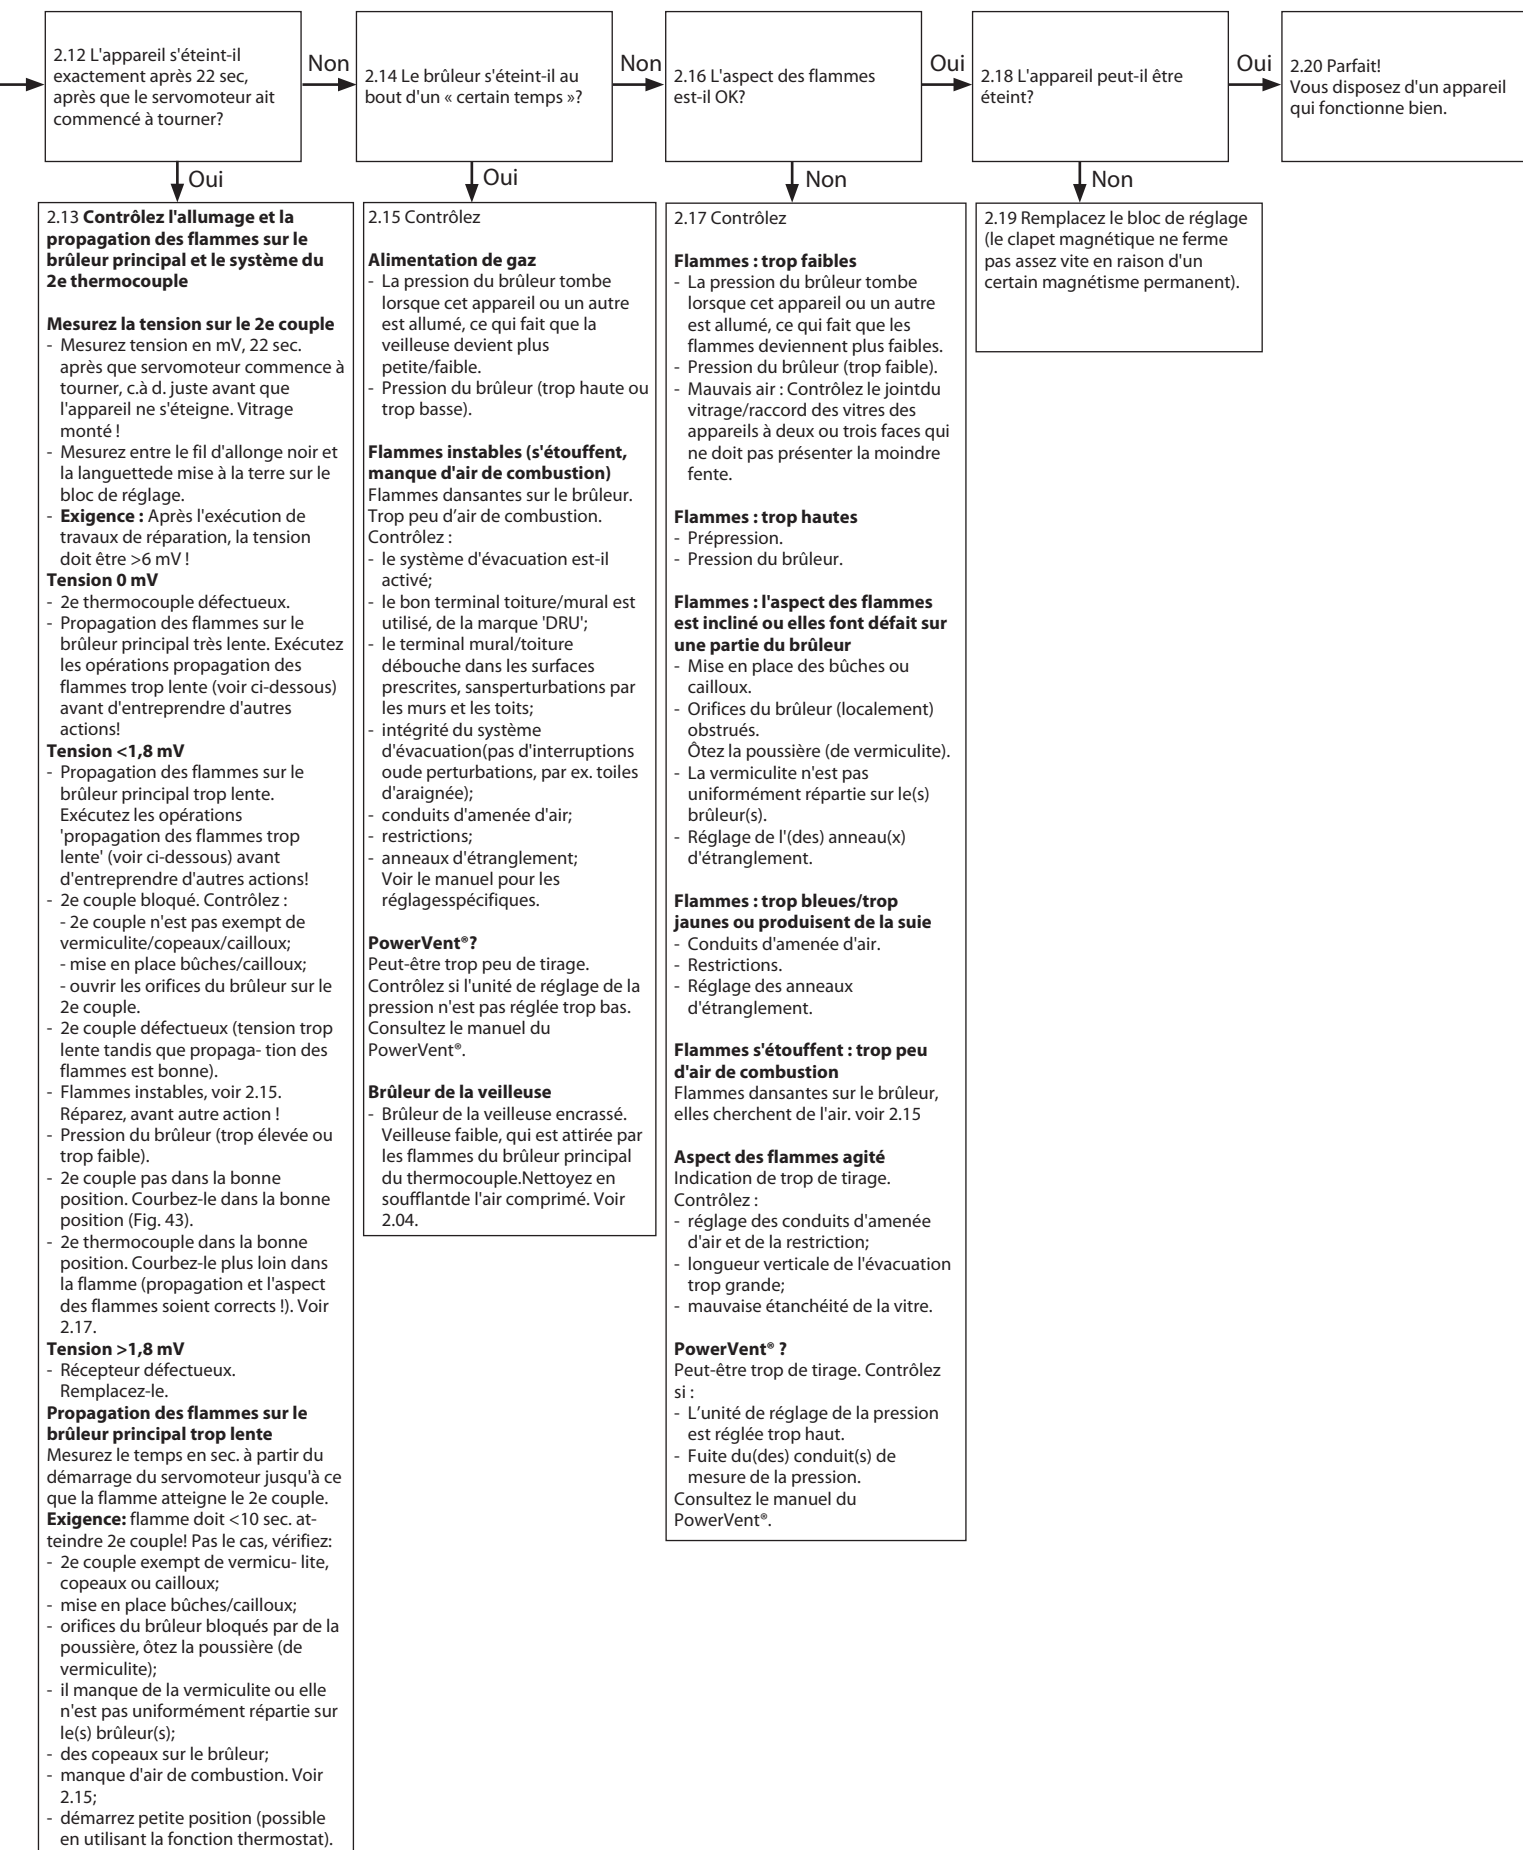 2.12 L'appareil s'éteint-il
exactement après 22 sec,
après que le servomoteur ait
commencé à tourner?
Non
2.14 Le brûleur s'éteint-il au
bout d'un « certain temps »?
Non
2.16 L'aspect des flammes
est-il OK?
Oui
2.18 L'appareil peut-il être
éteint?
Oui
2.20 Parfait!
Vous disposez d'un appareil
qui fonctionne bien.
Oui
Oui
Non
Non
2.13 Contrôlez l'allumage et la
propagation des flammes sur le
brûleur principal et le système du
2e thermocouple
Mesurez la tension sur le 2e couple
- Mesurez tension en mV, 22 sec.
après que servomoteur commence à
tourner, c.à d. juste avant que
l'appareil ne s'éteigne. Vitrage
monté !
- Mesurez entre le fil d'allonge noir et
la languettede mise à la terre sur le
bloc de réglage.
- Exigence : Après l'exécution de
travaux de réparation, la tension
doit être >6 mV !
Tension 0 mV
- 2e thermocouple défectueux.
- Propagation des flammes sur le
brûleur principal très lente. Exécutez
les opérations propagation des
flammes trop lente (voir ci-dessous)
avant d'entreprendre d'autres
actions!
Tension <1,8 mV
- Propagation des flammes sur le
brûleur principal trop lente.
Exécutez les opérations
'propagation des flammes trop
lente' (voir ci-dessous) avant
d'entreprendre d'autres actions!
- 2e couple bloqué. Contrôlez :
- 2e couple n'est pas exempt de
vermiculite/copeaux/cailloux;
- mise en place bûches/cailloux;
- ouvrir les orifices du brûleur sur le
2e couple.
- 2e couple défectueux (tension trop
lente tandis que propaga- tion des
flammes est bonne).
- Flammes instables, voir 2.15.
Réparez, avant autre action !
- Pression du brûleur (trop élevée ou
trop faible).
- 2e couple pas dans la bonne
position. Courbez-le dans la bonne
position (Fig. 43).
- 2e thermocouple dans la bonne
position. Courbez-le plus loin dans
la flamme (propagation et l'aspect
des flammes soient corrects !). Voir
2.17.
Tension >1,8 mV
- Récepteur défectueux.
Remplacez-le.
Propagation des flammes sur le
brûleur principal trop lente
Mesurez le temps en sec. à partir du
démarrage du servomoteur jusqu'à ce
que la flamme atteigne le 2e couple.
Exigence: flamme doit <10 sec. at-
teindre 2e couple! Pas le cas, vérifiez:
- 2e couple exempt de vermicu- lite,
copeaux ou cailloux;
- mise en place bûches/cailloux;
- orifices du brûleur bloqués par de la
poussière, ôtez la poussière (de
vermiculite);
- il manque de la vermiculite ou elle
n'est pas uniformément répartie sur
le(s) brûleur(s);
- des copeaux sur le brûleur;
- manque d'air de combustion. Voir
2.15;
- démarrez petite position (possible
en utilisant la fonction thermostat).
2.15 Contrôlez
Alimentation de gaz
- La pression du brûleur tombe
lorsque cet appareil ou un autre
est allumé, ce qui fait que la
veilleuse devient plus
petite/faible.
- Pression du brûleur (trop haute ou
trop basse).
Flammes instables (s'étouffent,
manque d'air de combustion)
Flammes dansantes sur le brûleur.
Trop peu d’air de combustion.
Contrôlez :
- le système d'évacuation est-il
activé;
- le bon terminal toiture/mural est
utilisé, de la marque 'DRU';
- le terminal mural/toiture
débouche dans les surfaces
prescrites, sansperturbations par
les murs et les toits;
- intégrité du système
d'évacuation(pas d'interruptions
oude perturbations, par ex. toiles
d'araignée);
- conduits d'amenée d'air;
- restrictions;
- anneaux d'étranglement;
Voir le manuel pour les
réglagesspécifiques.
PowerVent®?
Peut-être trop peu de tirage.
Contrôlez si l'unité de réglage de la
pression n'est pas réglée trop bas.
Consultez le manuel du
PowerVent®.
Brûleur de la veilleuse
- Brûleur de la veilleuse encrassé.
Veilleuse faible, qui est attirée par
les flammes du brûleur principal
du thermocouple.Nettoyez en
soufflantde l'air comprimé. Voir
2.04.
2.17 Contrôlez
Flammes : trop faibles
- La pression du brûleur tombe
lorsque cet appareil ou un autre
est allumé, ce qui fait que les
flammes deviennent plus faibles.
- Pression du brûleur (trop faible).
- Mauvais air : Contrôlez le jointdu
vitrage/raccord des vitres des
appareils à deux ou trois faces qui
ne doit pas présenter la moindre
fente.
Flammes : trop hautes
- Prépression.
- Pression du brûleur.
Flammes : l'aspect des flammes
est incliné ou elles font défait sur
une partie du brûleur
- Mise en place des bûches ou
cailloux.
- Orifices du brûleur (localement)
obstrués.
Ôtez la poussière (de vermiculite).
- La vermiculite n'est pas
uniformément répartie sur le(s)
brûleur(s).
- Réglage de l'(des) anneau(x)
d'étranglement.
Flammes : trop bleues/trop
jaunes ou produisent de la suie
- Conduits d'amenée d'air.
- Restrictions.
- Réglage des anneaux
d'étranglement.
Flammes s'étouffent : trop peu
d'air de combustion
Flammes dansantes sur le brûleur,
elles cherchent de l'air. voir 2.15
Aspect des flammes agité
Indication de trop de tirage.
Contrôlez :
- réglage des conduits d'amenée
d'air et de la restriction;
- longueur verticale de l'évacuation
trop grande;
- mauvaise étanchéité de la vitre.
PowerVent® ?
Peut-être trop de tirage. Contrôlez
si :
- L’unité de réglage de la pression
est réglée trop haut.
- Fuite du(des) conduit(s) de
mesure de la pression.
Consultez le manuel du
PowerVent®.
2.19 Remplacez le bloc de réglage
(le clapet magnétique ne ferme
pas assez vite en raison d'un
certain magnétisme permanent).